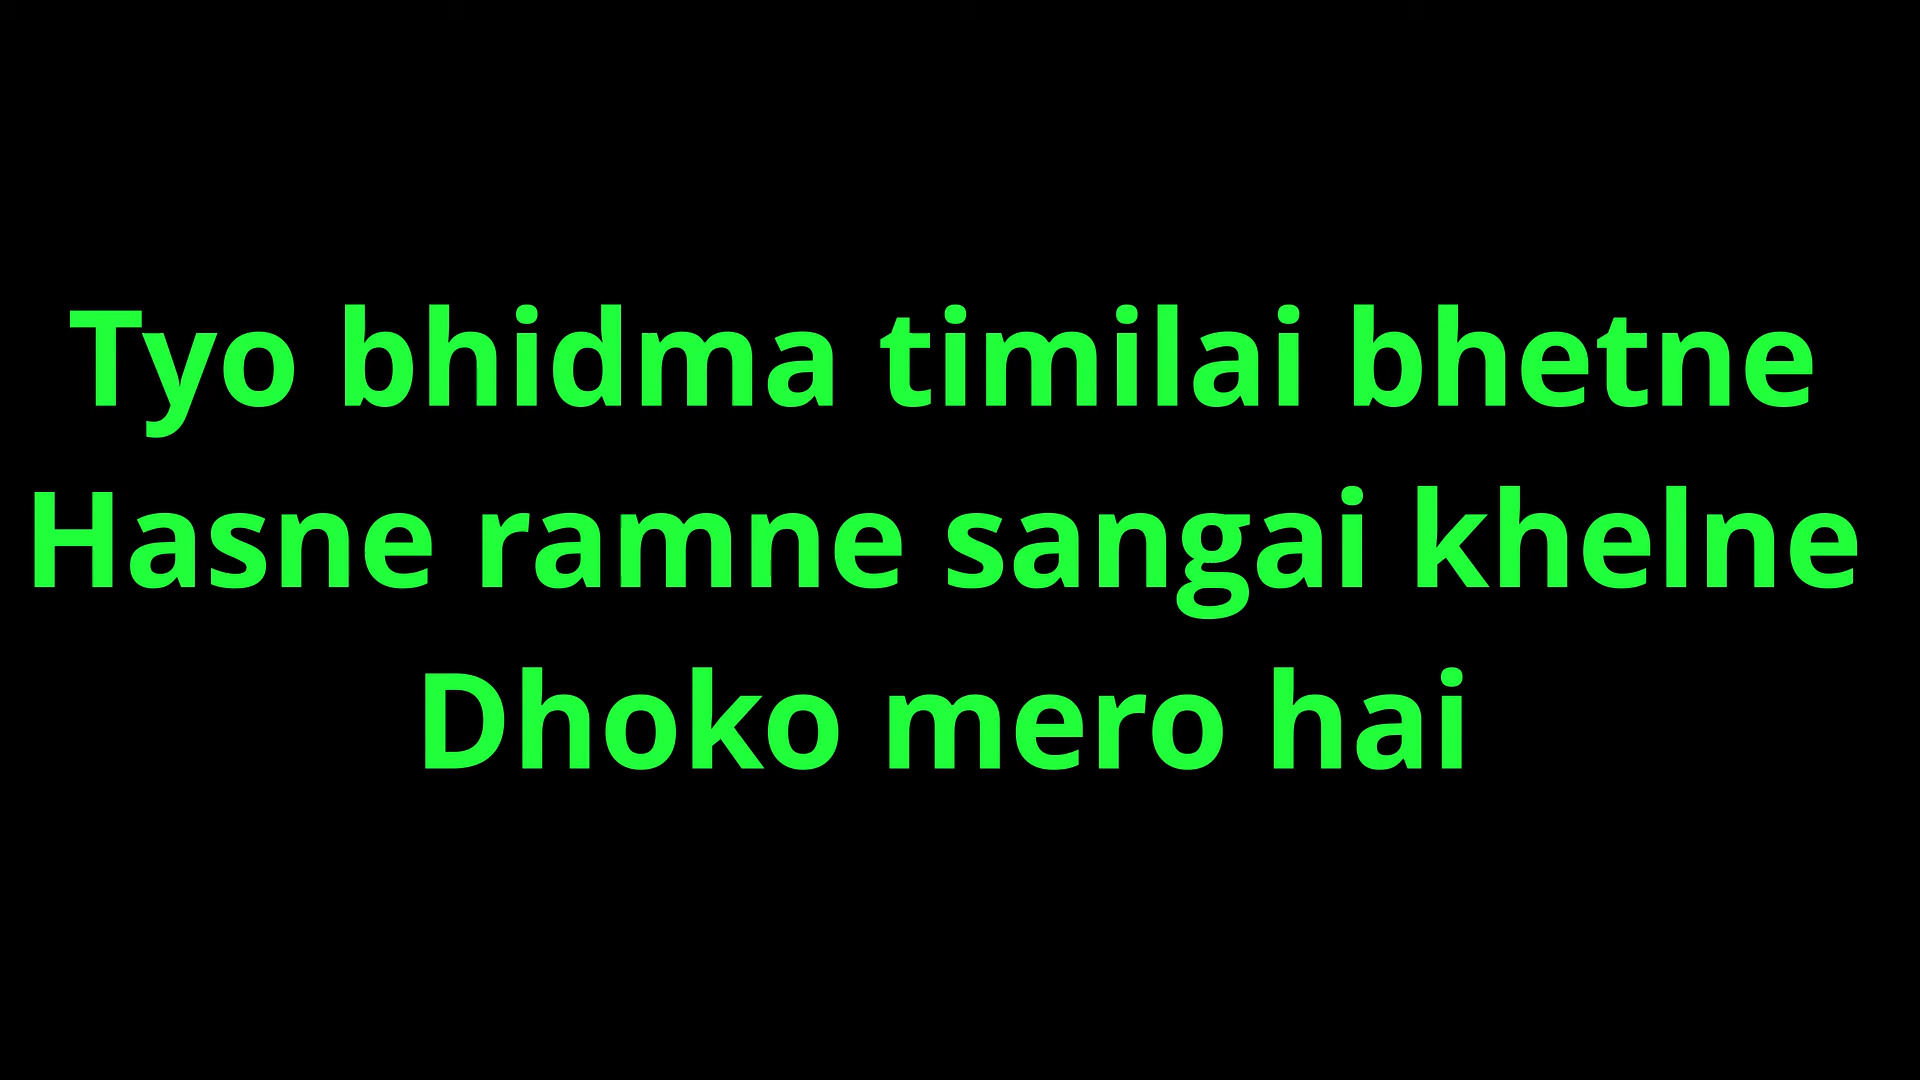 Tyo bhidma timilai bhetne
Hasne ramne sangai khelne
Dhoko mero hai